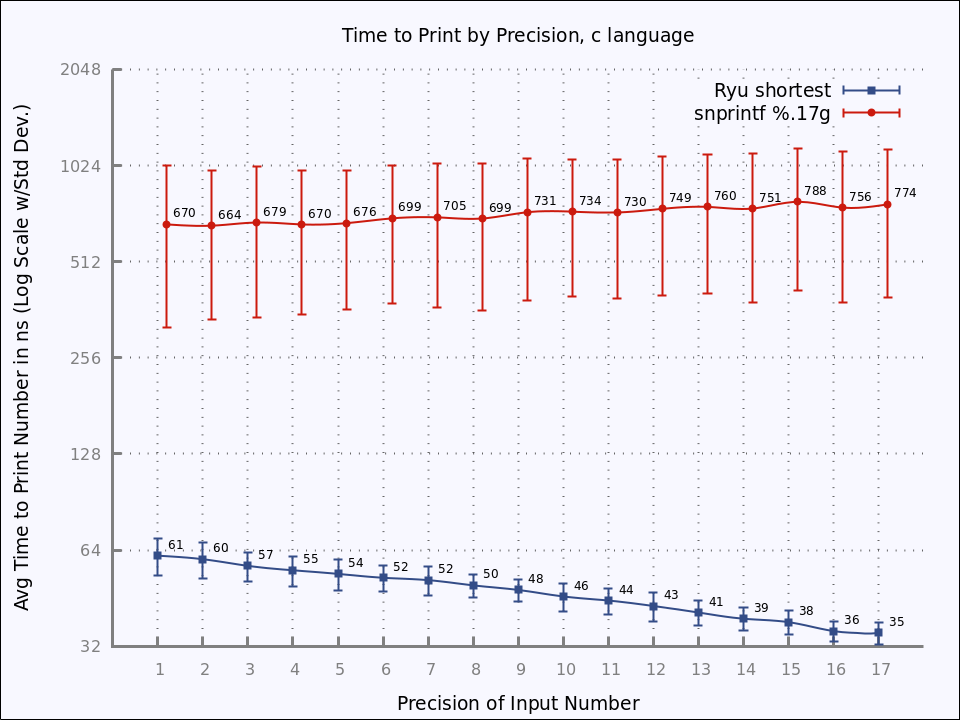 Time to Print by Precision, c language
Avg Time to Print Number in ns (Log Scale w/Std Dev.)
2048
1024
512
256
128
64
32
Ryu shortest
snprintf %.17g
670 664 679 670 676 699 705 699 731 734 730 749 760 751 788 756 774
61 60 57 55 54 52 52 50 48 46 44 43 41 39 38 36 35
1 2 3 4 5 6 7 8 9 10 11 12 13 14 15 16 17
Precision of Input Number